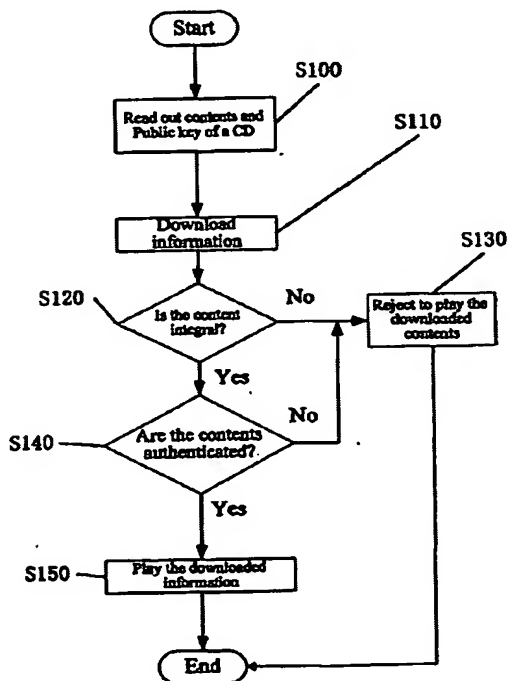 Start
S100
Read out contents and
Public key of a CD
S110
Download
information
S130
Reject to play the
downloaded
contents
S120
Is the content
integral?
No
Yes
S140
Are the contents
authenticated?
No
Yes
S150
Play the downloaded
information
End